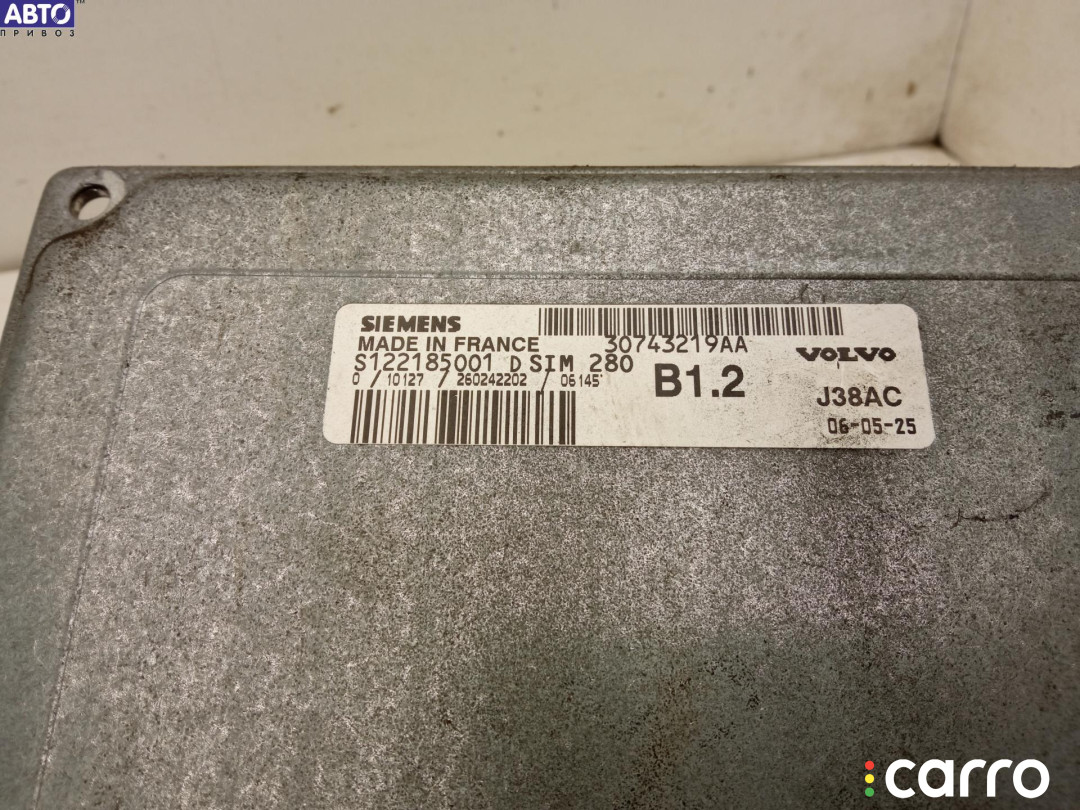 АВТО™
ПРИВОЗ
SIEMENS
MADE IN FRANCE 30743219AA
S122185001 D SIM 280
0 / 10127 / 260242202 / 06145
B1.2
VOLVO
J38AC
06-05-25
carro